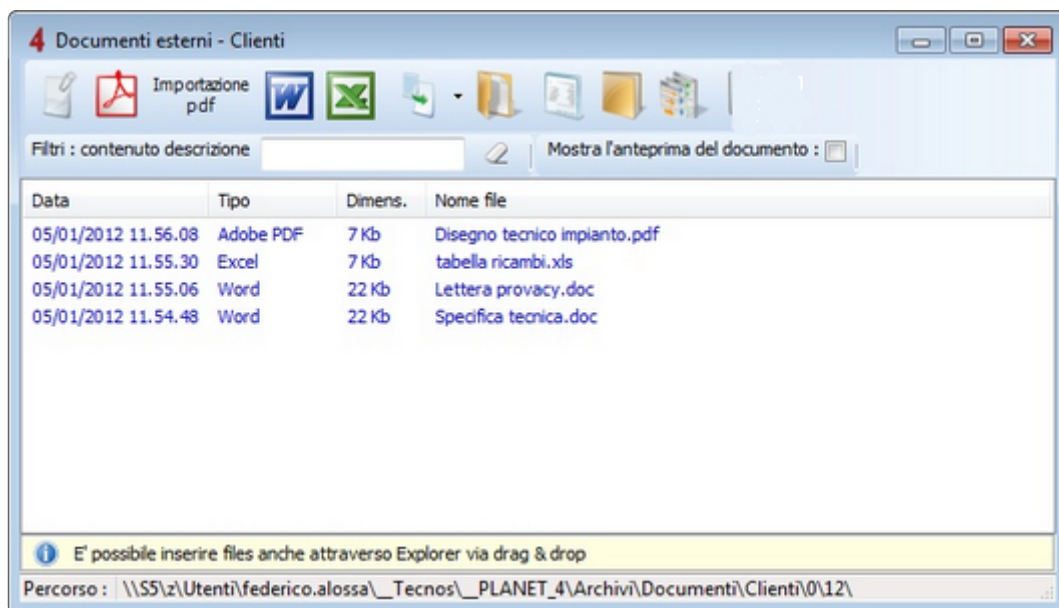 4 Documenti esterni - Clienti
Importazione pdf
Filtri : contenuto descrizione Mostra l'anteprima del documento :
Data Tipo Dimens. Nome file
05/01/2012 11.56.08 Adobe PDF 7 Kb Disegno tecnico impianto.pdf
05/01/2012 11.55.30 Excel 7 Kb tabella ricambi.xls
05/01/2012 11.55.06 Word 22 Kb Lettera provacy.doc
05/01/2012 11.54.48 Word 22 Kb Specifica tecnica.doc
E' possibile inserire files anche attraverso Explorer via drag & drop
Percorso : \\S5\z\Utenti\federico.alossa\__Tecnos\__PLANET_4\Archivi\Documenti\Clienti\0\12\